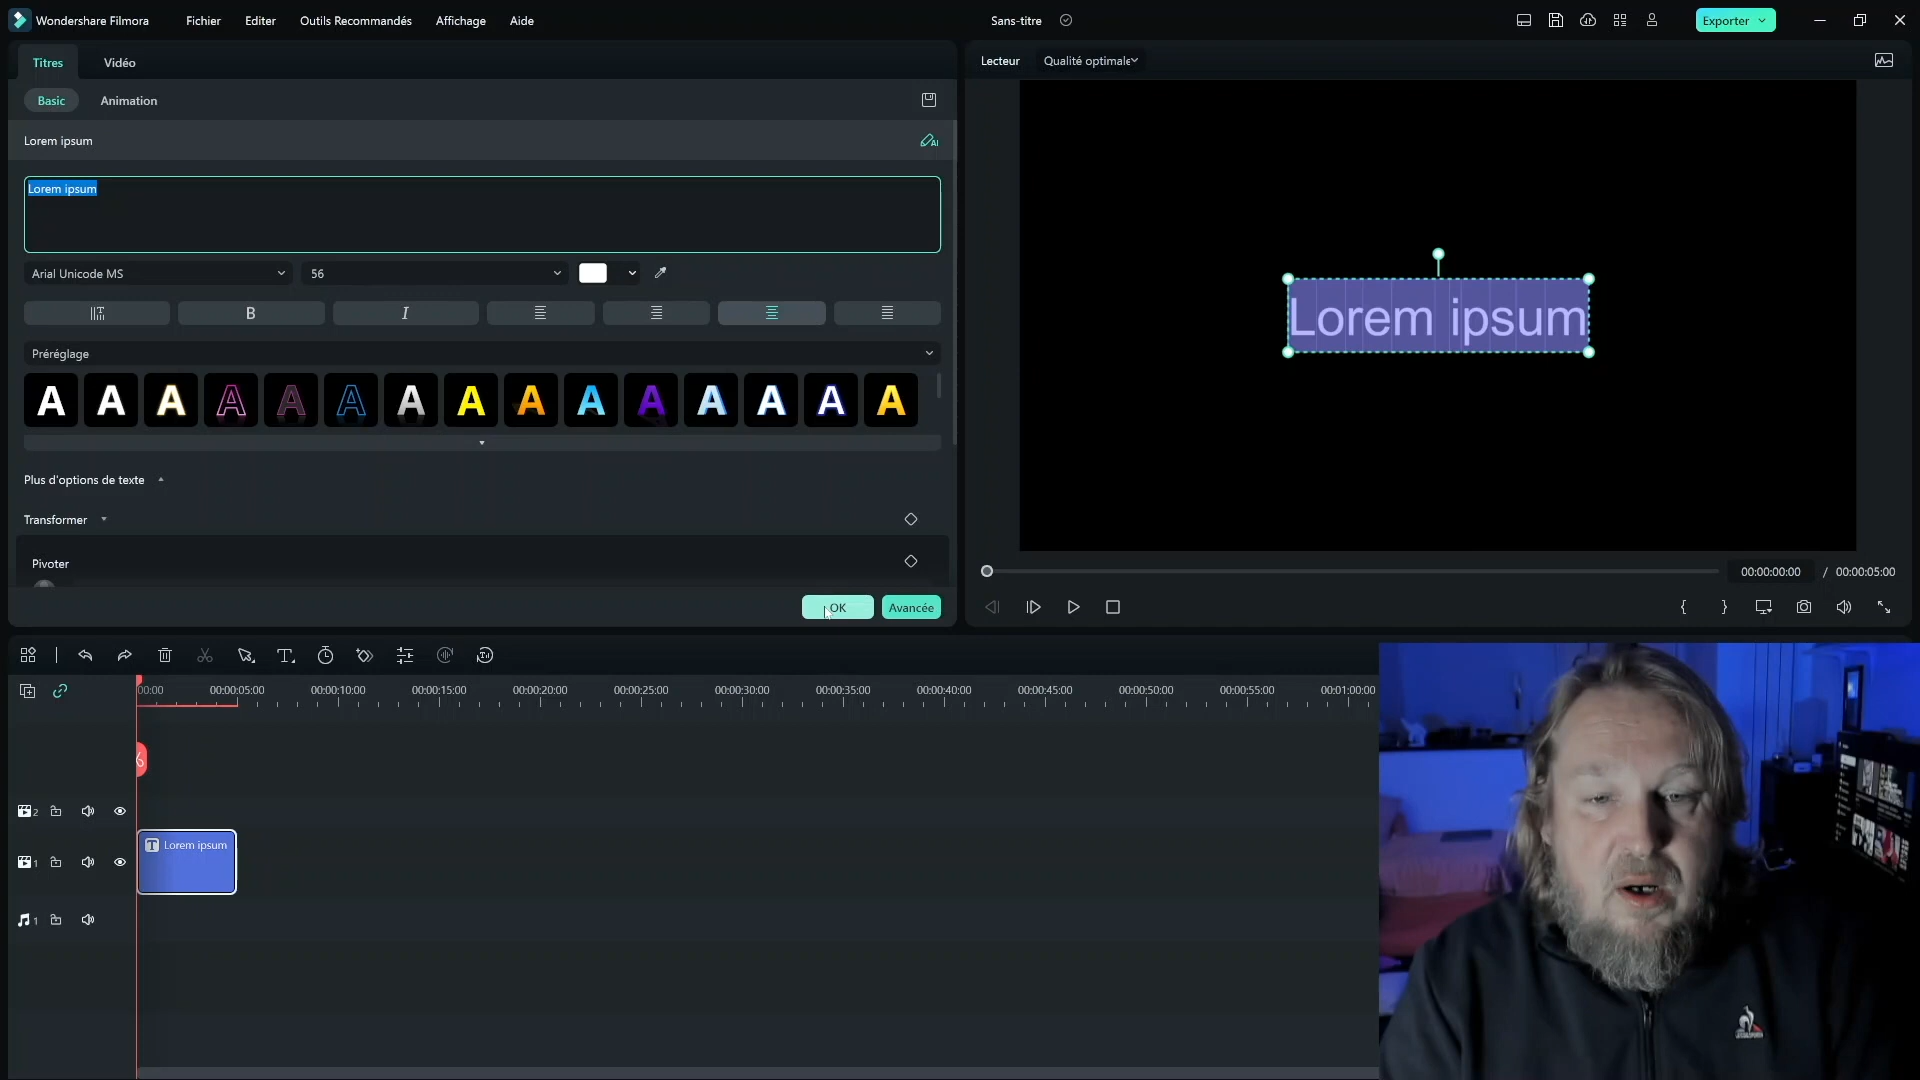 Wondershare Filmora
Fichier
Editer
Outils Recommandés
Affichage
Aide
Sans-titre
Exporter
Titres
Vidéo
Lecteur
Qualité optimale
Basic
Animation
Lorem ipsum
AI
Lorem ipsum
Lorem ipsum
Arial Unicode MS
56
B
I
Préréglage
A A A A A A A A A A A A A A A
Plus d'options de texte
Transformer
Pivoter
OK
Avancée
00:00:00:00 / 00:00:05:00
00:00
00:00:05:00
00:00:10:00
00:00:15:00
00:00:20:00
00:00:25:00
00:00:30:00
00:00:35:00
00:00:40:00
00:00:45:00
00:00:50:00
00:00:55:00
00:01:00:00
2
1
T Lorem ipsum
1